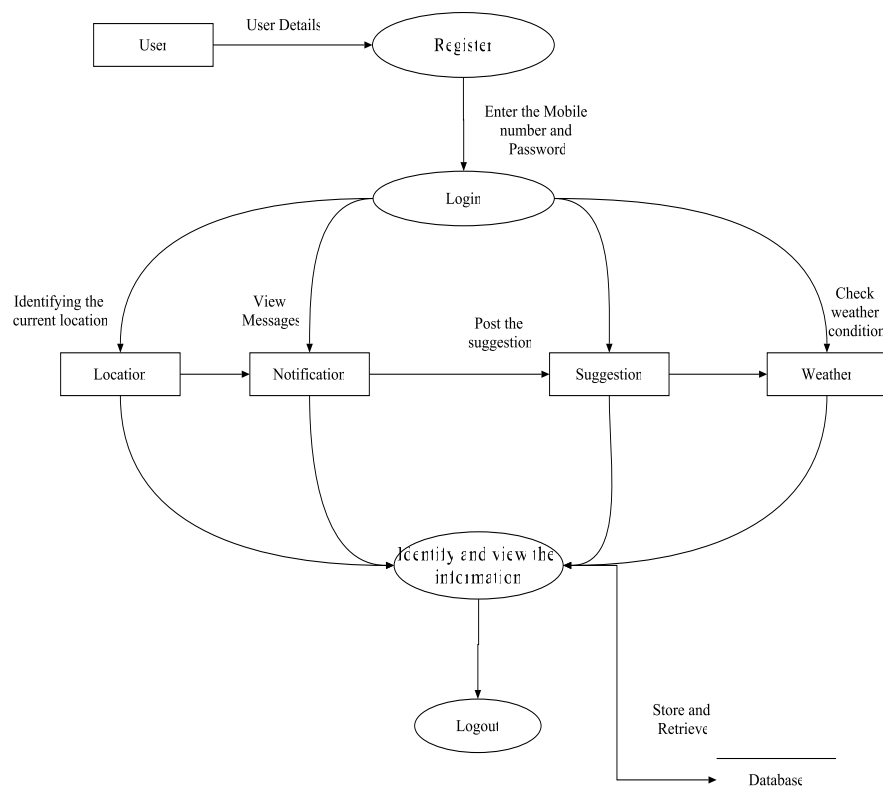 User Details
User
Register
Enter the Mobile
number and
Password
Login
Identifying the
current location
View
Messages
Post the
suggestion
Check
weather
condition
Location
Notification
Suggestion
Weather
Identity and view the
information
Logout
Store and
Retrieve
Database